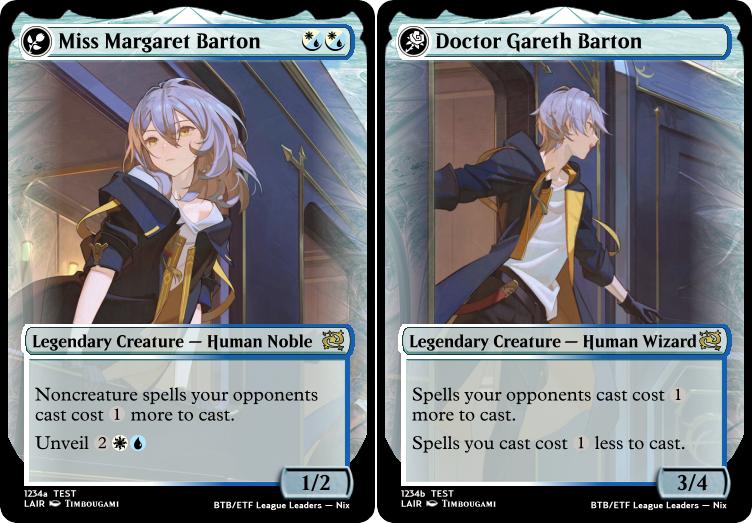 Miss Margaret Barton
Legendary Creature — Human Noble
Noncreature spells your opponents
cast cost 1 more to cast.
Unveil 2
1/2
1234a TEST
LAIR TIMBOUGAMI
BTB/ETF League Leaders — Nix
Doctor Gareth Barton
Legendary Creature — Human Wizard
Spells your opponents cast cost 1
more to cast.
Spells you cast cost 1 less to cast.
3/4
1234b TEST
LAIR TIMBOUGAMI
BTB/ETF League Leaders — Nix